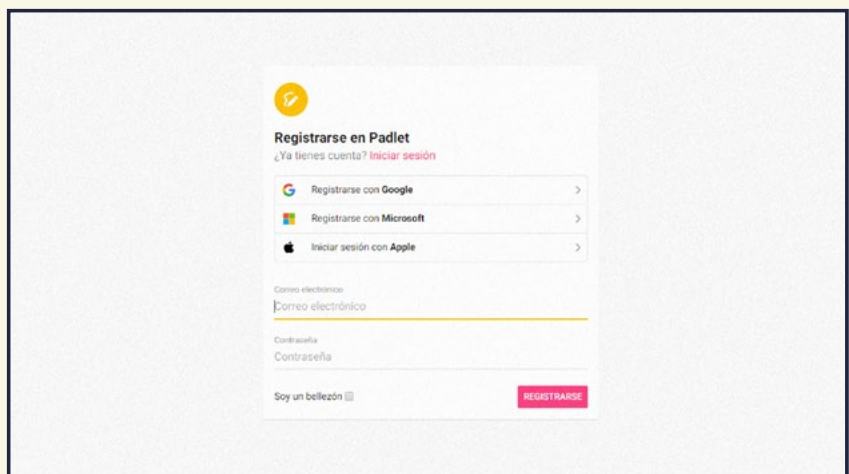 Registrarse en Padlet
¿Ya tienes cuenta? Iniciar sesión
Registrarse con Google
Registrarse con Microsoft
Iniciar sesión con Apple
Correo electrónico
Correo electrónico
Contraseña
Contraseña
Soy un bellezón
REGISTRARSE